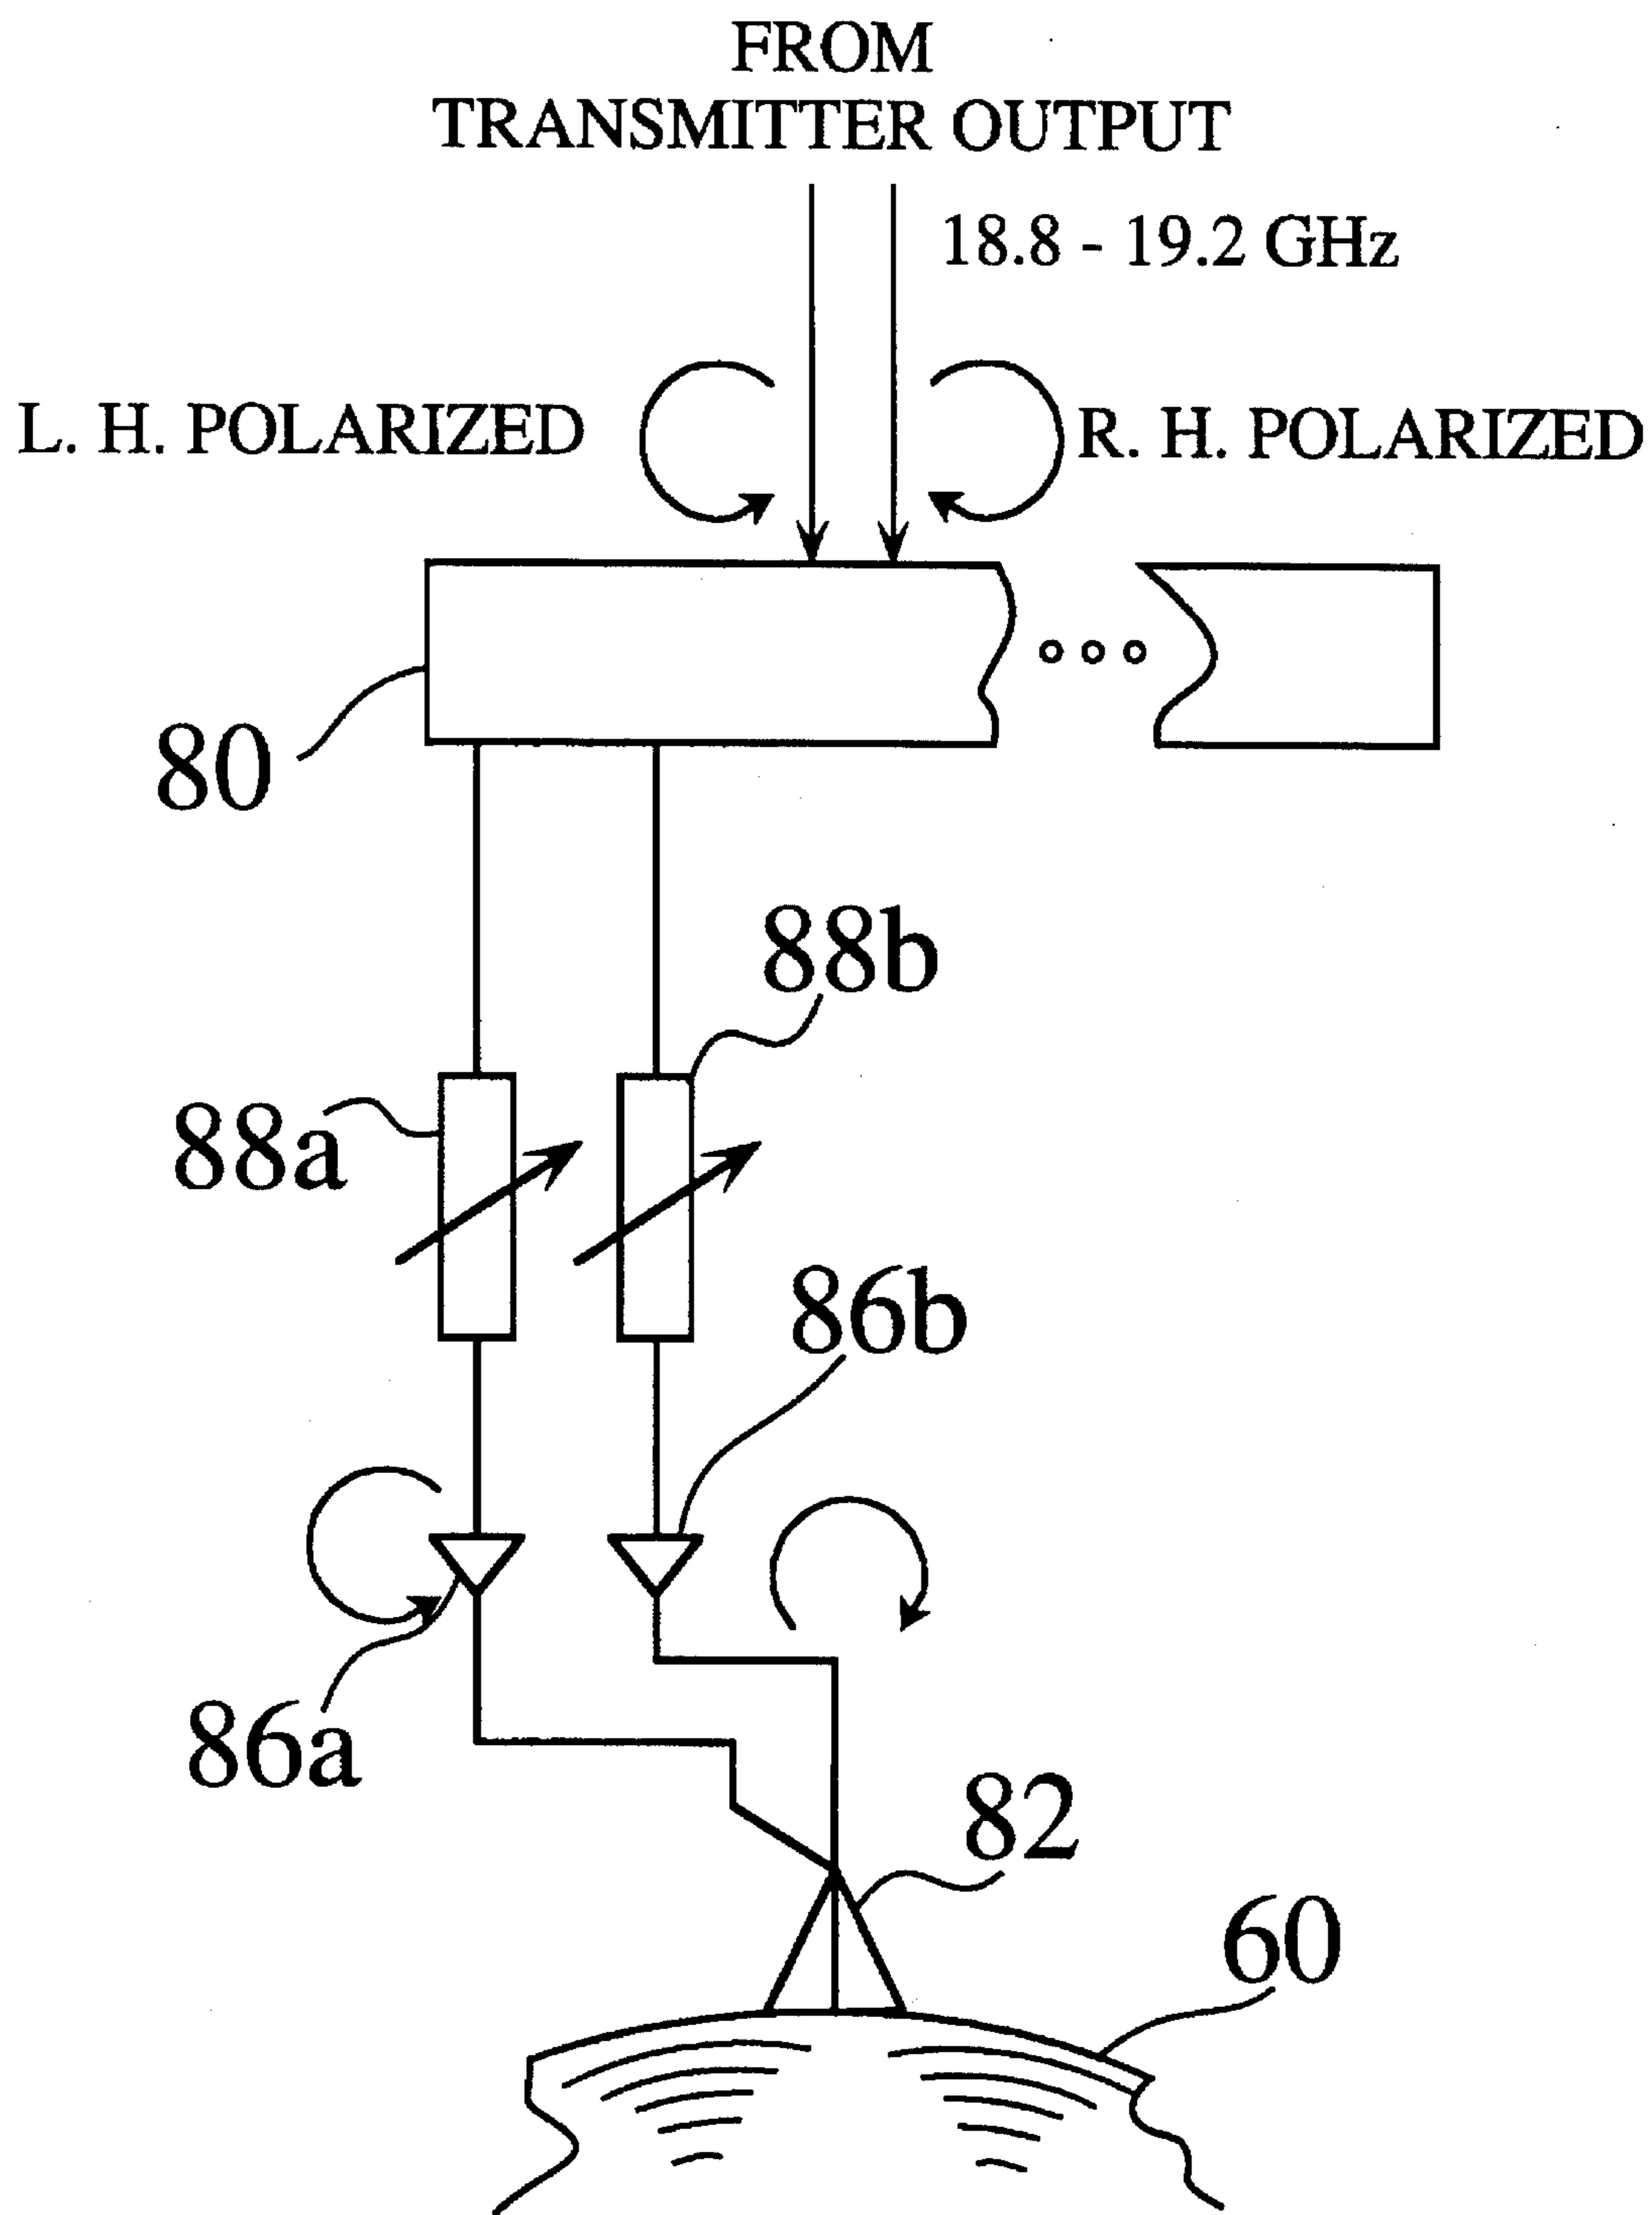 FROM
TRANSMITTER OUTPUT
18.8 - 19.2 GHz
L. H. POLARIZED
R. H. POLARIZED
80
88b
88a
86b
86a
82
60